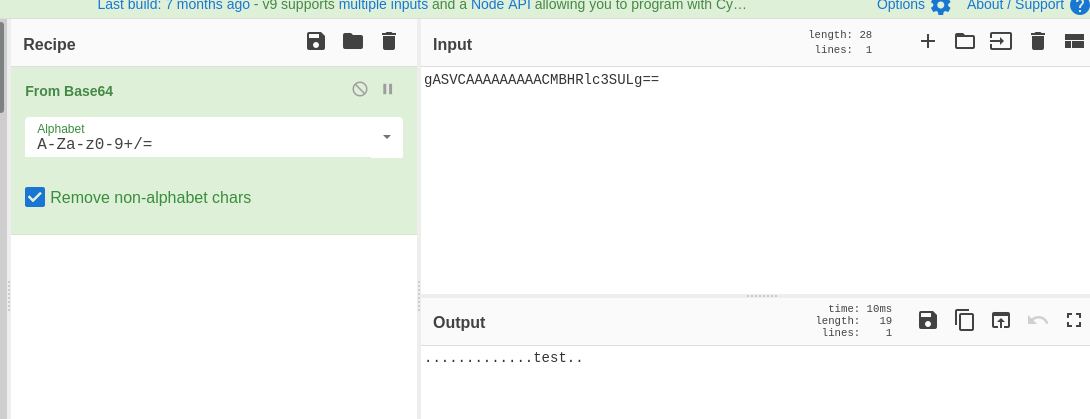 Last build: 7 months ago - v9 supports multiple inputs and a Node API allowing you to program with Cy…
Options
About / Support
?
Recipe
From Base64
Alphabet
A-Za-z0-9+/=
Remove non-alphabet chars
Input
length: 28
lines: 1
gASVCAAAAAAAAACMBHRlc3SULg==
Output
time: 10ms
length: 19
lines: 1
.............test..